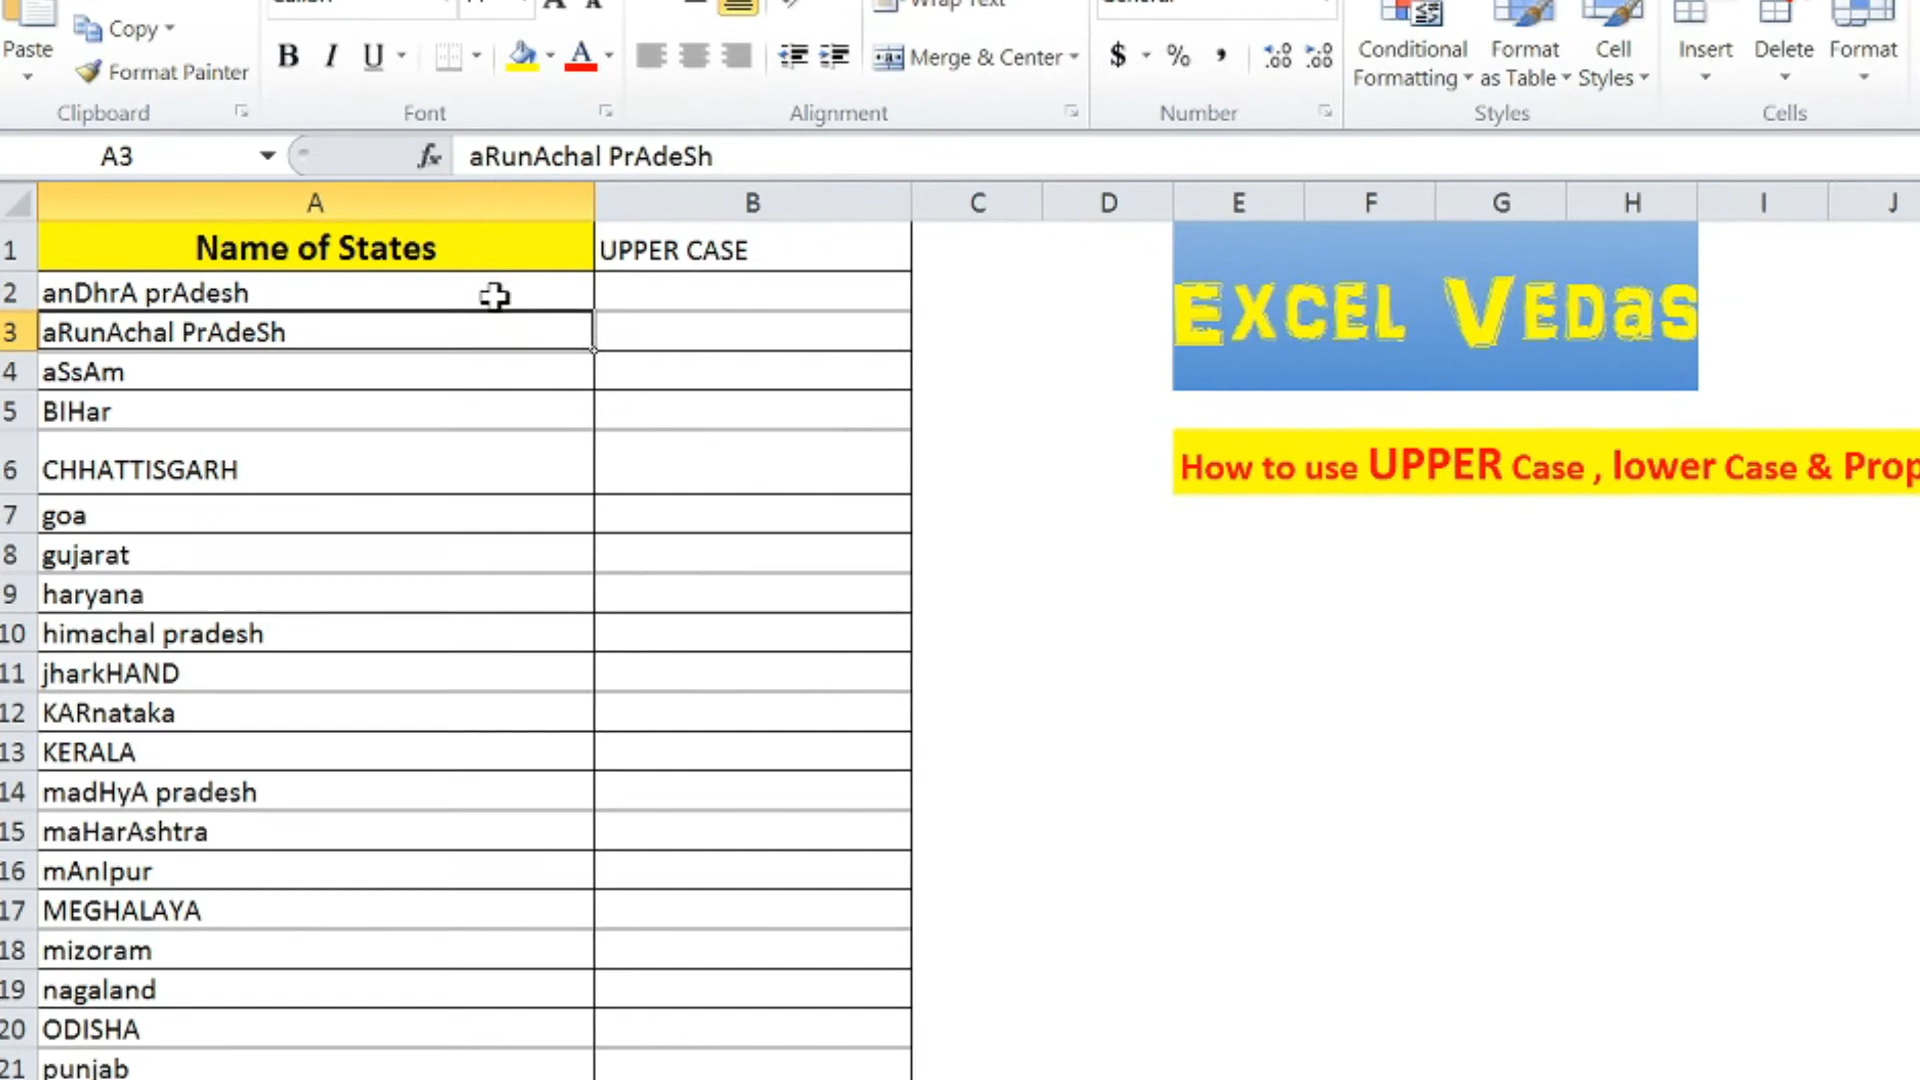 Wrap Text
Paste
Copy
Format Painter
B I U A
Merge & Center
$ % ,
Conditional Formatting
Format as Table
Cell Styles
Insert
Delete
Format
Clipboard
Font
Alignment
Number
Styles
Cells
A3
fx
aRunAchal PrAdeSh
A B C D E F G H I J
1 Name of States UPPER CASE
2 anDhrA prAdesh
3 aRunAchal PrAdeSh
4 aSsAm
5 BIHar
6 CHHATTISGARH
7 goa
8 gujarat
9 haryana
10 himachal pradesh
11 jharkHAND
12 KARnataka
13 KERALA
14 madHyA pradesh
15 maHarAshtra
16 mAnIpur
17 MEGHALAYA
18 mizoram
19 nagaland
20 ODISHA
21 punjab
EXCEL VEDaS
How to use UPPER Case , lower Case & Prop